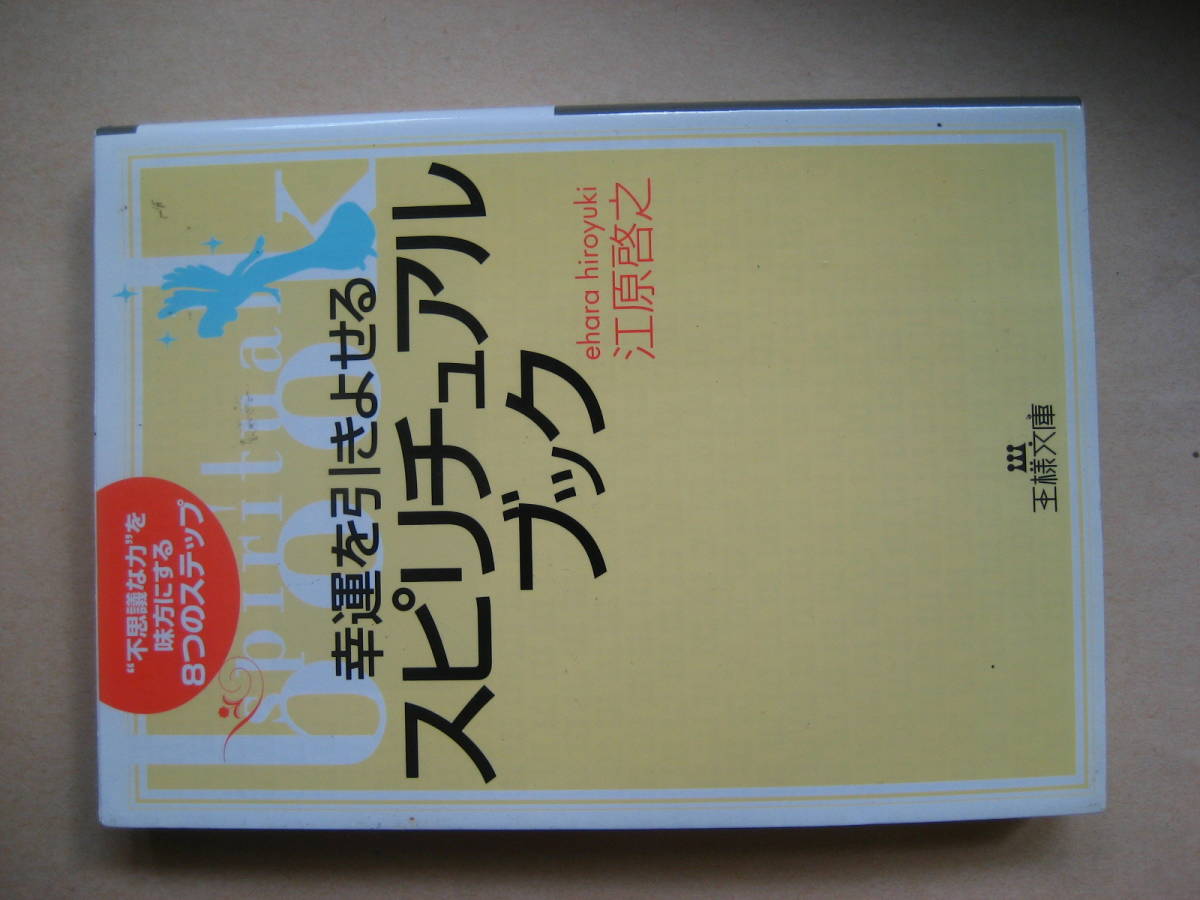 “不思議な力”を
味方にする
8つのステップ
spiritual
book
幸運を引きよせる
スピリチュアル
ブック
ehara hiroyuki
江原啓之
王様文庫